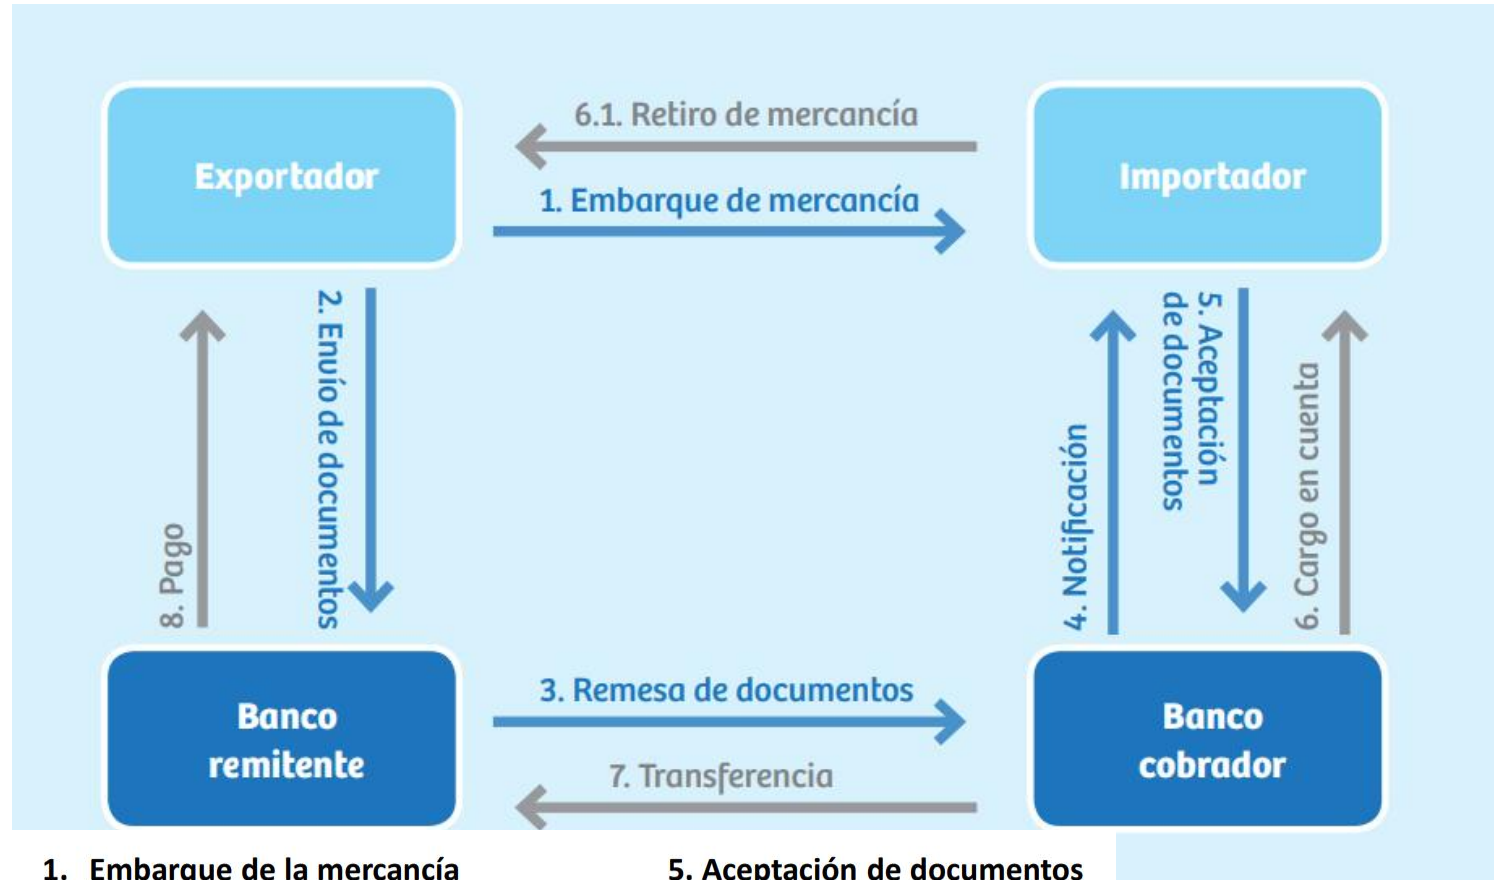 6.1. Retiro de mercancía
Exportador
Importador
1. Embarque de mercancía
2. Envío de documentos
5. Aceptación
de documentos
4. Notificación
6. Cargo en cuenta
8. Pago
3. Remesa de documentos
Banco
remitente
Banco
cobrador
7. Transferencia
1. Embarque de la mercancía
5. Aceptación de documentos